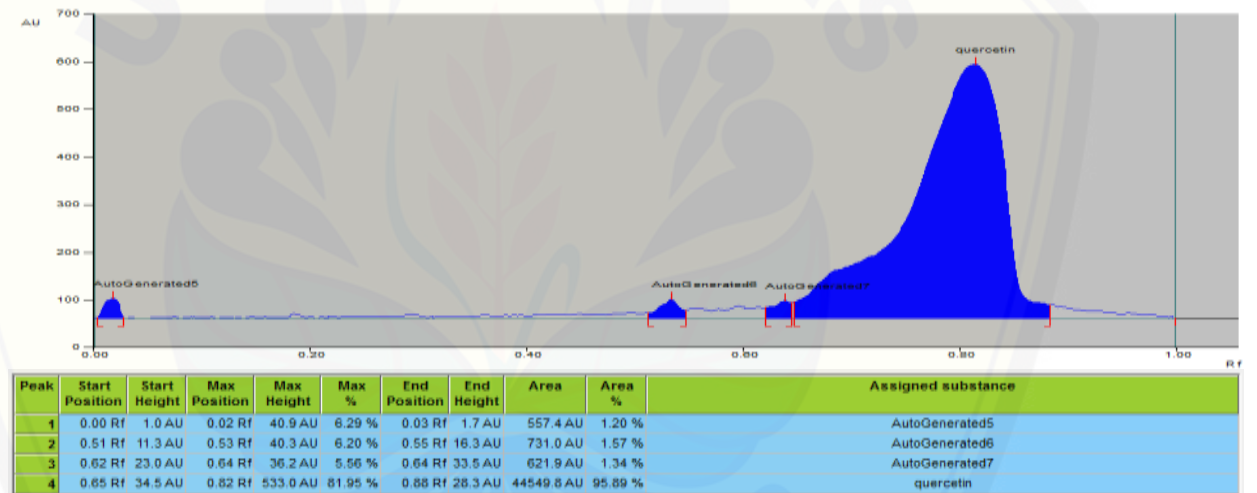 AU
700
600
500
400
300
200
100
0
quercetin
AutoGenerated5
AutoGenerated6
AutoGenerated7
0.00 0.20 0.40 0.60 0.80 1.00
Rf
Peak Start Position Start Height Max Position Max Height Max % End Position End Height Area Area % Assigned substance
1 0.00 Rf 1.0 AU 0.02 Rf 40.9 AU 6.29 % 0.03 Rf 1.7 AU 557.4 AU 1.20 % AutoGenerated5
2 0.51 Rf 11.3 AU 0.53 Rf 40.3 AU 6.20 % 0.55 Rf 16.3 AU 731.0 AU 1.57 % AutoGenerated6
3 0.62 Rf 23.0 AU 0.64 Rf 36.2 AU 5.56 % 0.64 Rf 33.5 AU 621.9 AU 1.34 % AutoGenerated7
4 0.65 Rf 34.5 AU 0.82 Rf 533.0 AU 81.95 % 0.88 Rf 28.3 AU 44549.8 AU 95.89 % quercetin